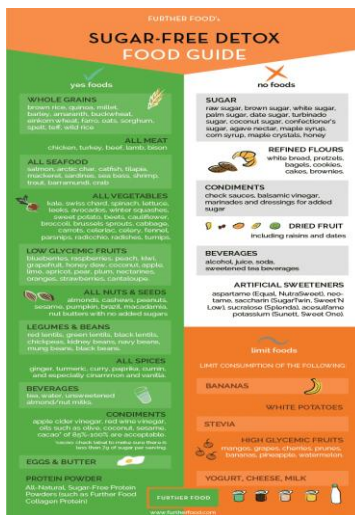 FURTHER FOOD's
SUGAR-FREE DETOX
FOOD GUIDE
yes foods
WHOLE GRAINS
brown rice, quinoa, millet,
barley, amaranth, buckwheat,
einkorn wheat, farro, oats, sorghum,
spelt, teff, wild rice
ALL MEAT
chicken, turkey, beef, lamb, bison
ALL SEAFOOD
salmon, arctic char, catfish, tilapia,
mackerel, sardines, sea bass, shrimp,
trout, barramundi, crab
ALL VEGETABLES
kale, swiss chard, spinach, lettuce,
leeks, avocados, winter squashes,
sweet potato, beets, cauliflower,
broccoli, brussels sprouts, cabbage,
carrots, celeriac, celery, fennel,
parsnips, radicchio, radishes, turnips,
LOW GLYCEMIC FRUITS
blueberries, raspberries, peach, kiwi,
grapefruit, honey dew, coconut, apple,
lime, apricot, pear, plum, nectarines,
oranges, strawberries, cantaloupe.
ALL NUTS & SEEDS
almonds, cashews, peanuts,
sesame, pumpkin, brazil, macadamia,
nut butters with no added sugars
LEGUMES & BEANS
red lentils, green lentils, black lentils,
chickpeas, kidney beans, navy beans,
mung beans, black beans.
ALL SPICES
ginger, turmeric, curry, paprika, cumin,
and especially cinnamon and vanilla.
BEVERAGES
tea, water, unsweetened
almond/nut milks.
CONDIMENTS
apple cider vinegar, red wine vinegar,
oils such as olive, coconut, sesame,
cacao* of 85%-100% are acceptable.
EGGS & BUTTER
PROTEIN POWDER
All-Natural, Sugar-Free Protein
Powders (such as Further Food
Collagen Protein)
no foods
SUGAR
raw sugar, brown sugar, white sugar,
palm sugar, date sugar, turbinado
sugar, coconut sugar, confectioner's
sugar, agave nectar, maple syrup,
corn syrup, maple crystals, honey
REFINED FLOURS
white bread, pretzels,
bagels, cookies,
cakes, brownies.
CONDIMENTS
check sauces, balsamic vinegar,
marinades and dressings for added
sugar
DRIED FRUIT
including raisins and dates
BEVERAGES
alcohol, juice, soda,
sweetened tea beverages
ARTIFICIAL SWEETENERS
aspartame (Equal, NutraSweet), neo-
tame, saccharin (SugarTwin, Sweet'N
Low), sucralose (Splenda), acesulfame
potassium (Sunett, Sweet One).
limit foods
LIMIT CONSUMPTION OF THE FOLLOWING
BANANAS
WHITE POTATOES
STEVIA
HIGH GLYCEMIC FRUITS
mangos, grapes, cherries, prunes,
bananas, pineapple, watermelon.
YOGURT, CHEESE, MILK
FURTHER FOOD
www.furtherfood.com